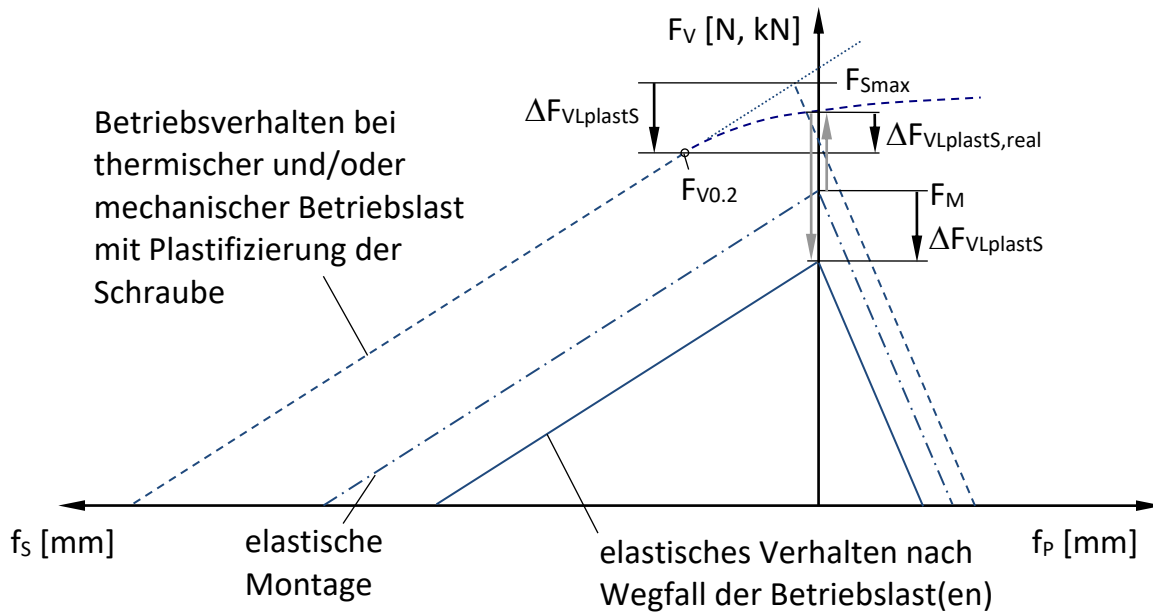 F_V [N, kN]
F_Smax
ΔF_VLplastS
ΔF_VLplastS,real
Betriebsverhalten bei
thermischer und/oder
mechanischer Betriebslast
mit Plastifizierung der
Schraube
F_V0.2
F_M
ΔF_VLplastS
f_S [mm]
elastische
Montage
elastisches Verhalten nach
Wegfall der Betriebslast(en)
f_P [mm]